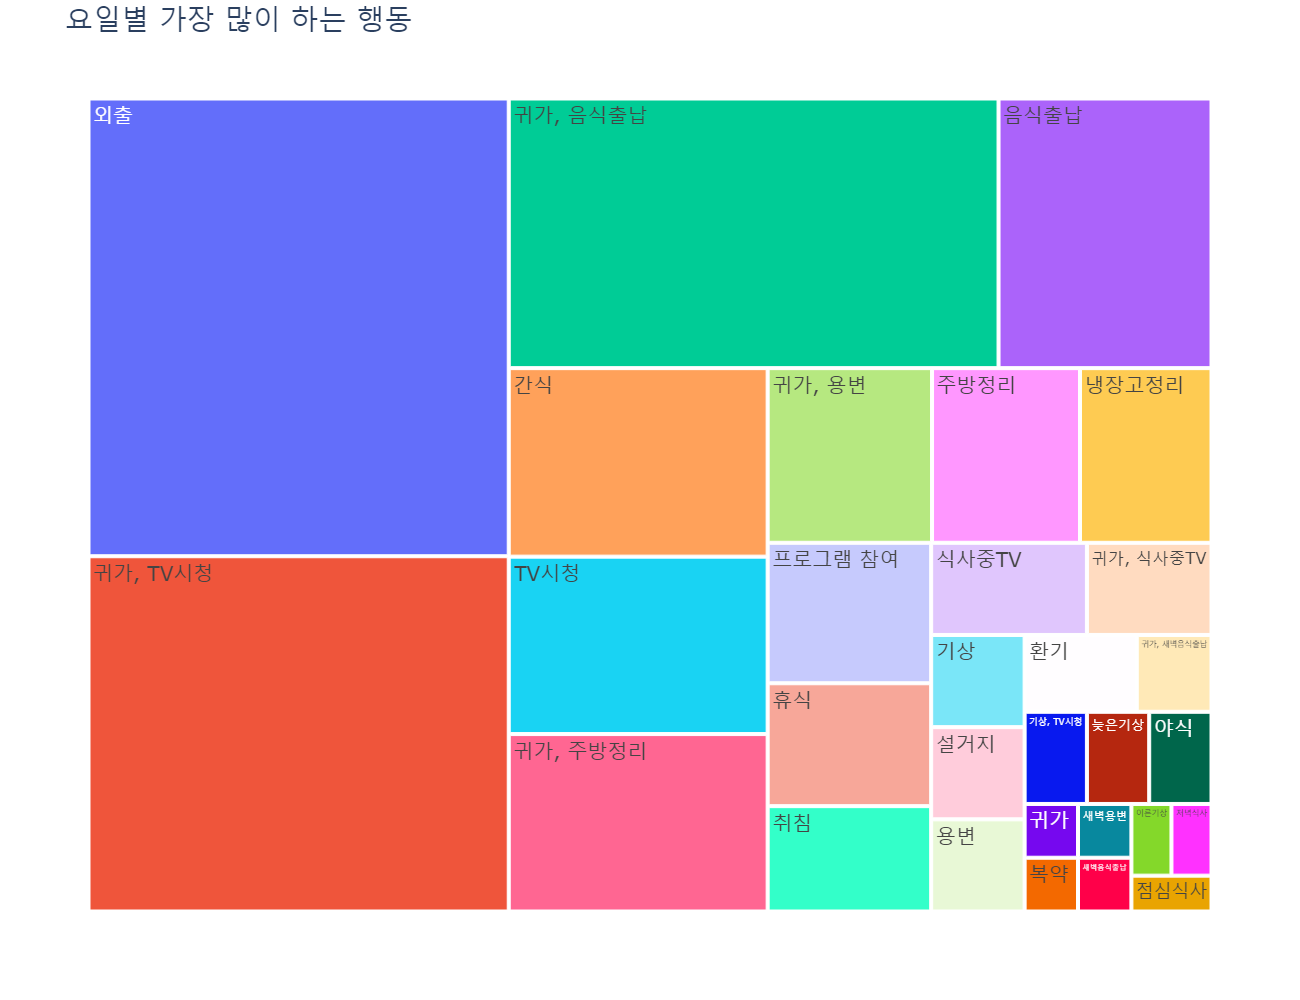 요일별 가장 많이 하는 행동
외출
귀가, 음식출납
음식출납
간식
귀가, 용변
주방정리
냉장고정리
귀가, TV시청
TV시청
프로그램 참여
식사중TV
귀가, 식사중TV
기상
환기
귀가, 새벽음식출납
휴식
기상, TV시청
늦은기상
야식
귀가, 주방정리
설거지
취침
용변
귀가
새벽용변
이른기상
새벽식사
복약
새벽음식출납
점심식사